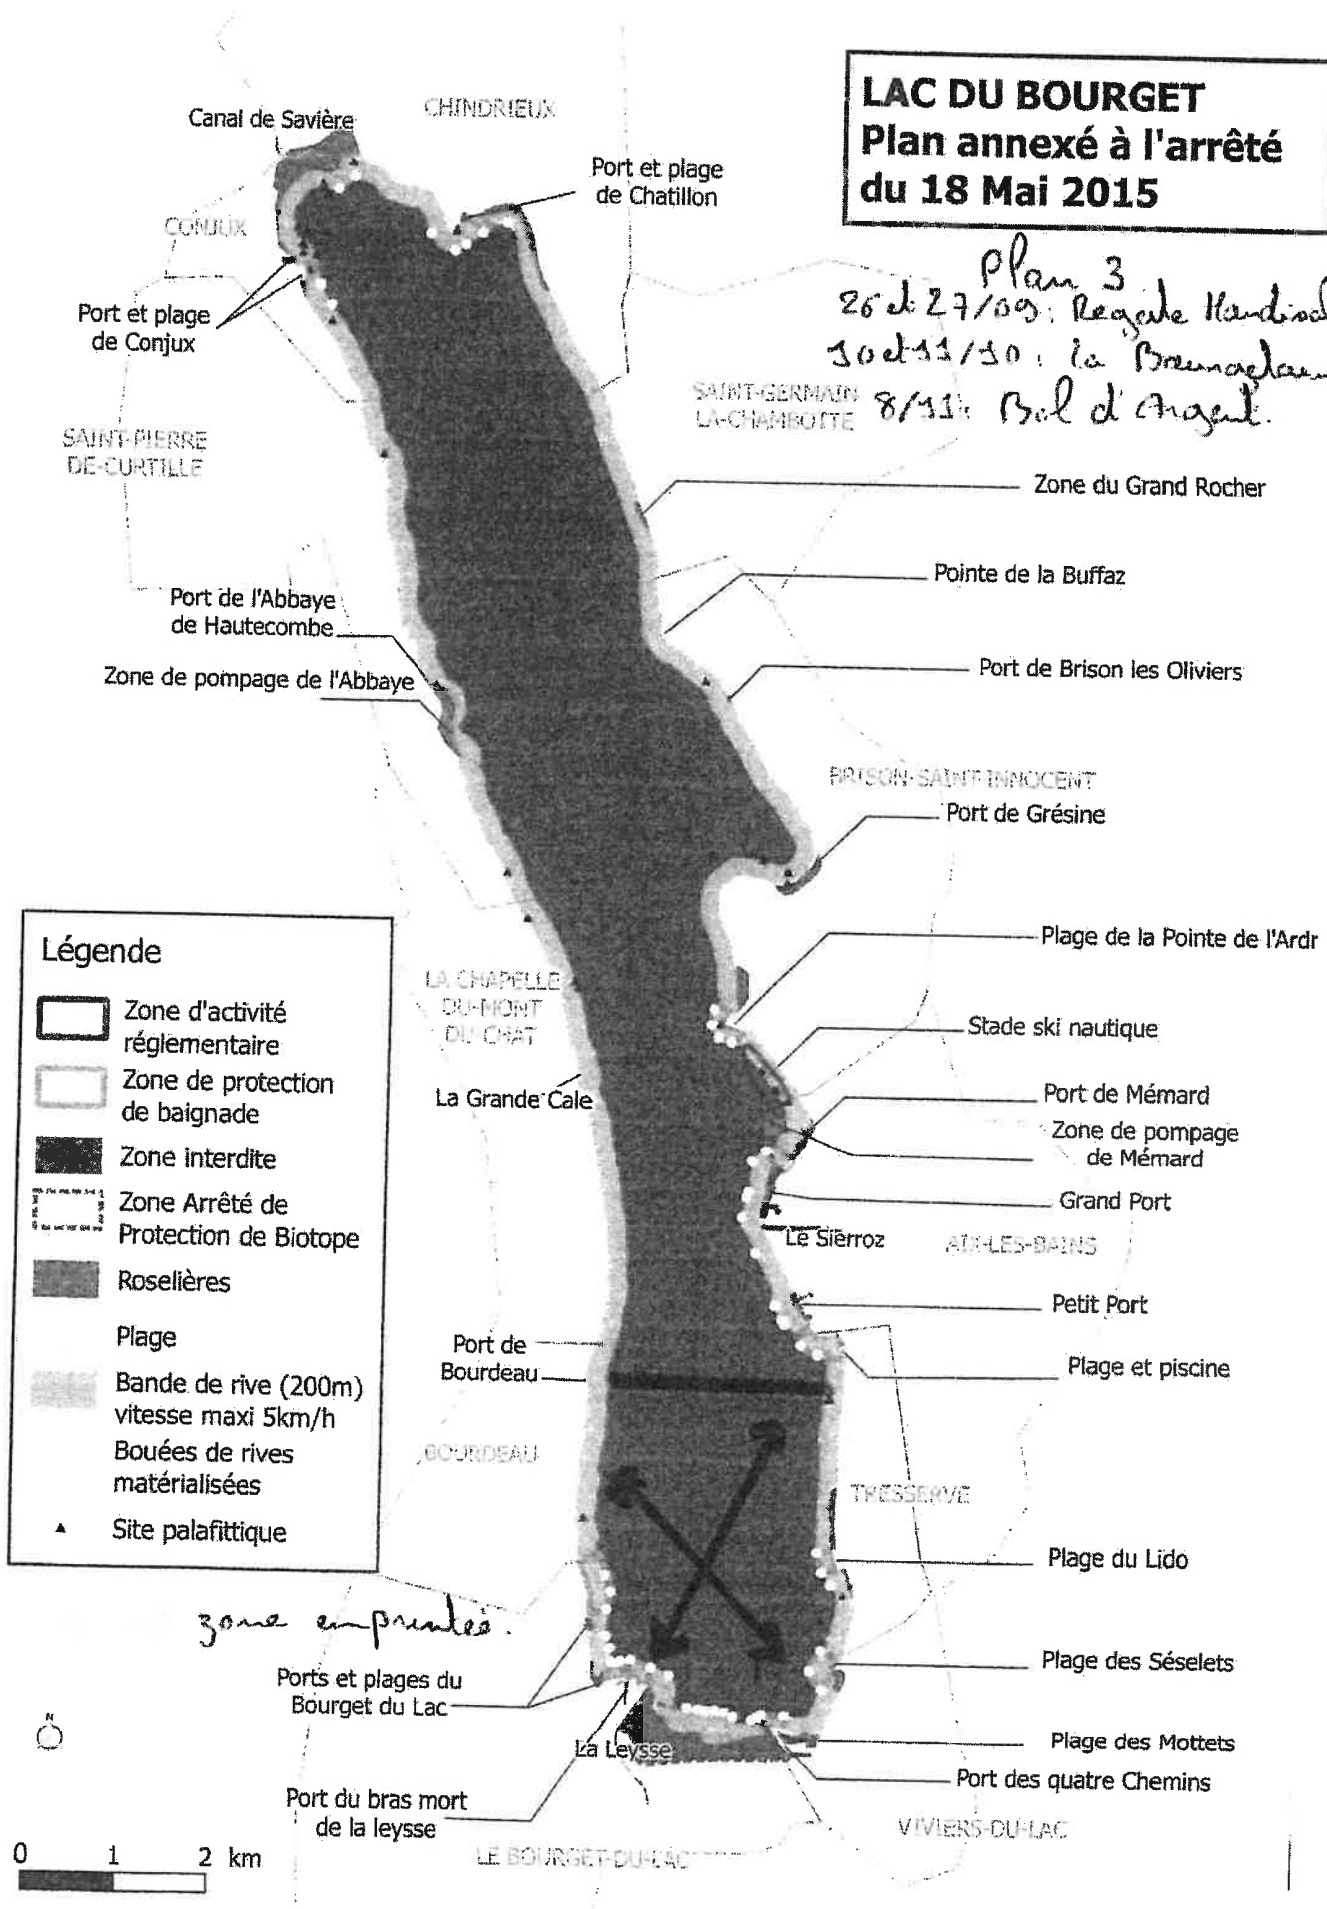 LAC DU BOURGET
Plan annexé à l'arrêté
du 18 Mai 2015
Plan 3
26 et 27/09 : Regate
10 et 11/10 : la
8/11 : Bol d'Argent.
CHINDRIEUX
Canal de Savière
Port et plage
de Chatillon
CONJUX
Port et plage
de Conjux
SAINT-GERMAIN
LA-CHAMBOTTE
SAINT-PIERRE
DE-CURTILLE
Zone du Grand Rocher
Pointe de la Buffaz
Port de l'Abbaye
de Hautecombe
Zone de pompage de l'Abbaye
Port de Brison les Oliviers
BRISON-SAINT-INNOCENT
Port de Grésine
Plage de la Pointe de l'Ardr
LA CHAPELLE
DU-MONT
DU-CHAT
Stade ski nautique
La Grande Cale
Port de Mémard
Zone de pompage
de Mémard
Grand Port
Le Sierroz
AIX-LES-BAINS
Petit Port
Port de
Bourdeau
Plage et piscine
BOURDEAU
TRESSERVE
Plage du Lido
Légende
Zone d'activité
réglementaire
Zone de protection
de baignade
Zone interdite
Zone Arrêté de
Protection de Biotope
Roselières
Plage
Bande de rive (200m)
vitesse maxi 5km/h
Bouées de rives
matérialisées
Site palafittique
zone empruntée.
Ports et plages du
Bourget du Lac
Plage des Séselets
N
La Leysse
Plage des Mottets
Port des quatre Chemins
Port du bras mort
de la leysse
VIVIERS-DU-LAC
LE BOURGET-DU-LAC
0 1 2 km